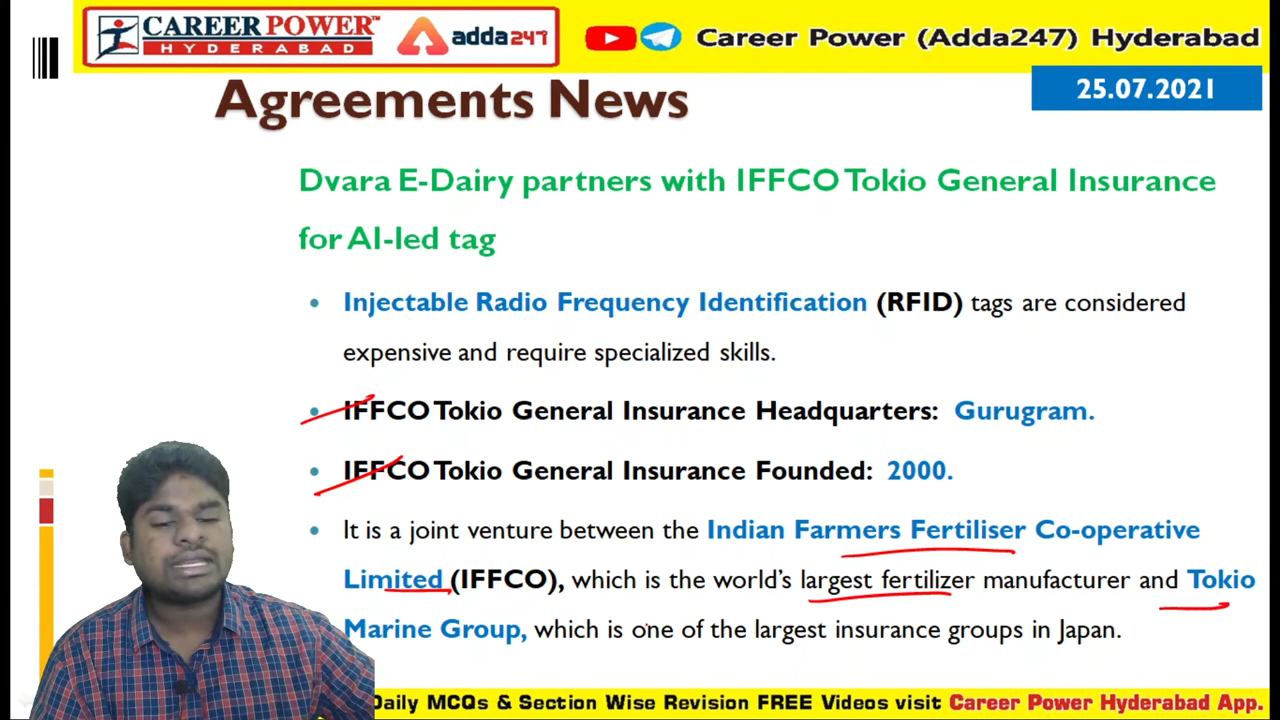 CAREER POWER
HYDERABAD
adda247
Career Power (Adda247) Hyderabad
Agreements News
25.07.2021
Dvara E-Dairy partners with IFFCO Tokio General Insurance
for AI-led tag
• Injectable Radio Frequency Identification (RFID) tags are considered
expensive and require specialized skills.
• IFFCO Tokio General Insurance Headquarters: Gurugram.
• IFFCO Tokio General Insurance Founded: 2000.
• It is a joint venture between the Indian Farmers Fertiliser Co-operative
Limited (IFFCO), which is the world's largest fertilizer manufacturer and Tokio
Marine Group, which is one of the largest insurance groups in Japan.
Daily MCQs & Section Wise Revision FREE Videos visit Career Power Hyderabad App.